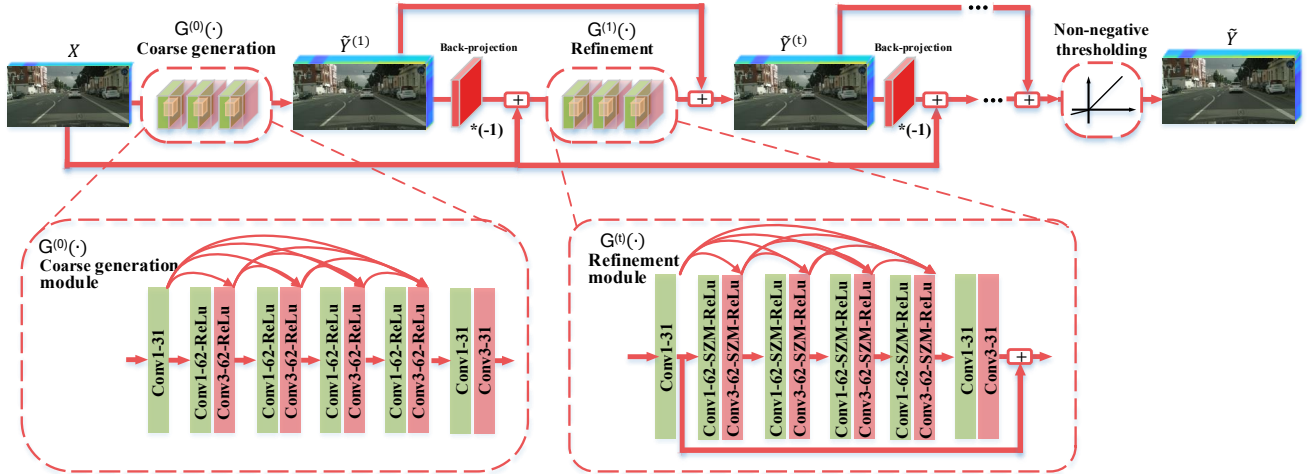 X
G⁽⁰⁾(·)
Coarse generation
Ỹ⁽¹⁾
Back-projection
*(-1)
+
G⁽¹⁾(·)
Refinement
+
Ỹ⁽ᵗ⁾
Back-projection
*(-1)
+
...
...
+
Non-negative
thresholding
Ỹ
G⁽⁰⁾(·)
Coarse generation
module
Conv1-31
Conv1-62-ReLu
Conv3-62-ReLu
Conv1-62-ReLu
Conv3-62-ReLu
Conv1-62-ReLu
Conv3-62-ReLu
Conv1-62-ReLu
Conv3-62-ReLu
Conv1-31
Conv3-31
G⁽ᵗ⁾(·)
Refinement
module
Conv1-31
Conv1-62-SZM-ReLu
Conv3-62-SZM-ReLu
Conv1-62-SZM-ReLu
Conv3-62-SZM-ReLu
Conv1-62-SZM-ReLu
Conv3-62-SZM-ReLu
Conv1-62-SZM-ReLu
Conv3-62-SZM-ReLu
Conv1-31
Conv3-31
+